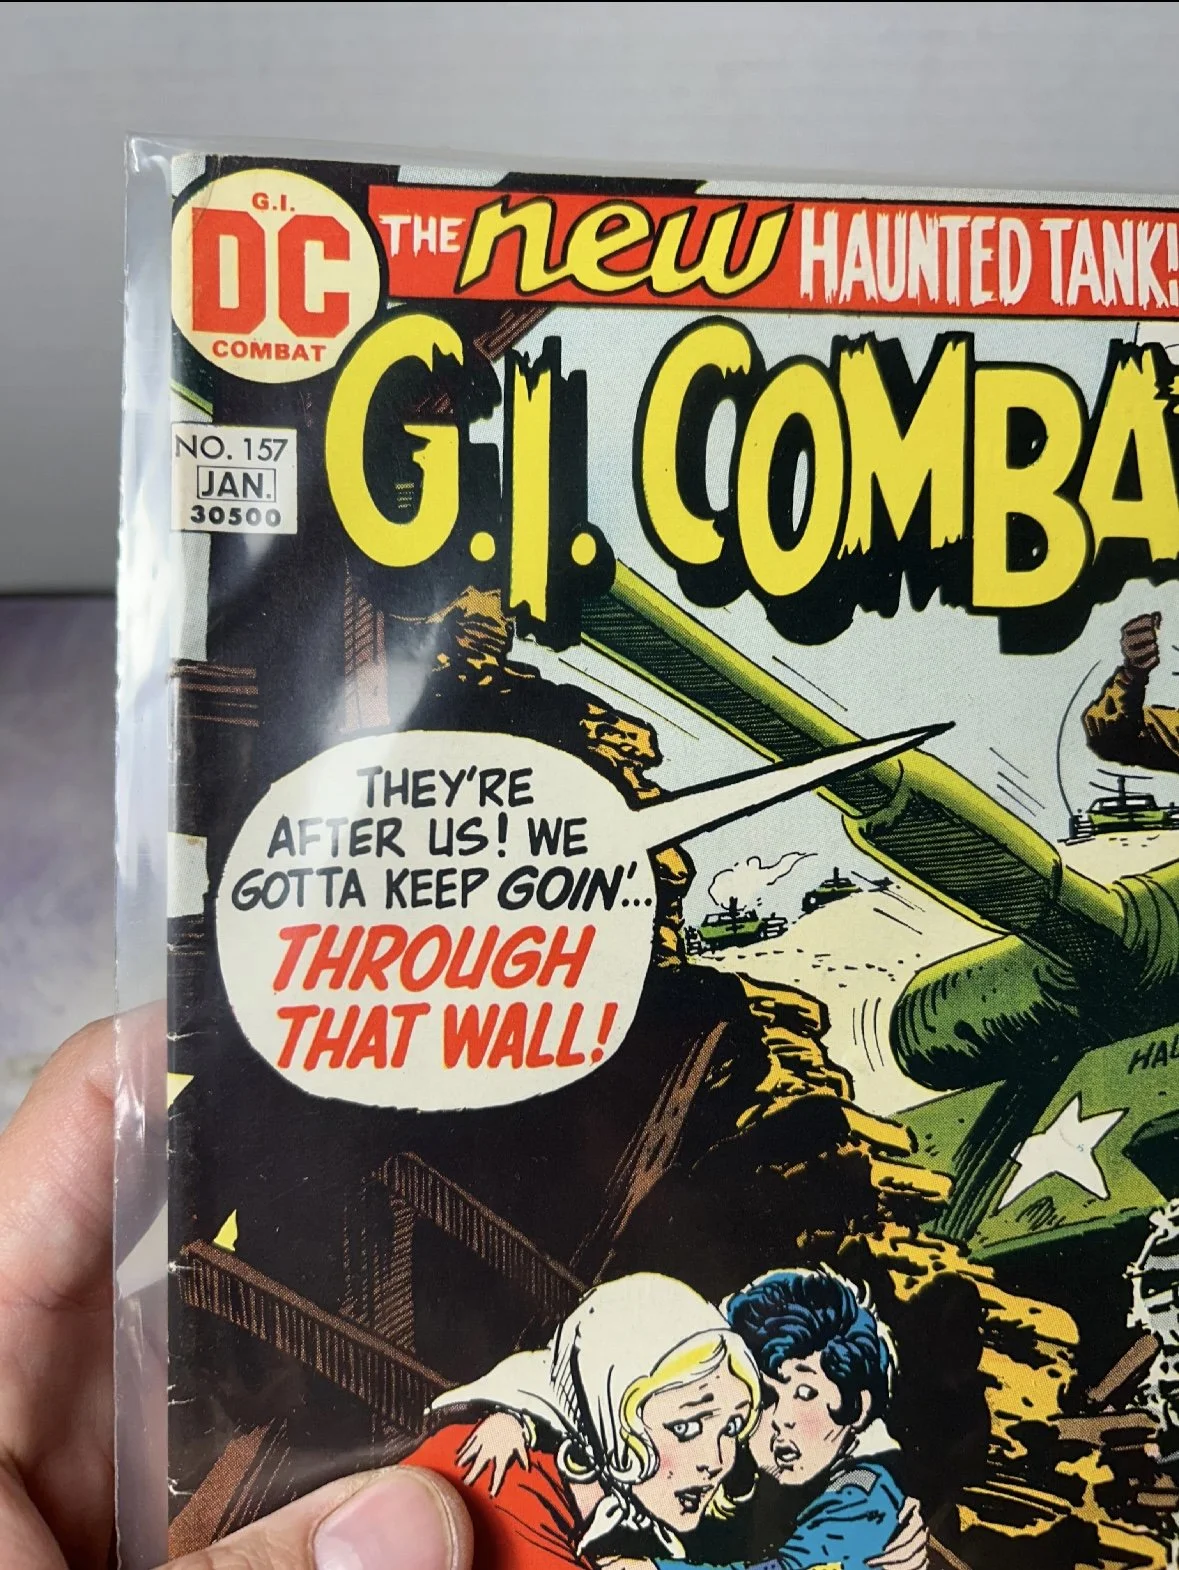 G.I.
DC
COMBAT
THE new HAUNTED TANK!
G.I. COMBA
NO. 157
JAN.
30500
THEY'RE
AFTER US! WE
GOTTA KEEP GOIN'...
THROUGH
THAT WALL!
HAU